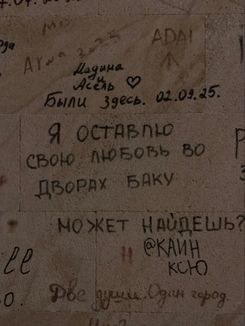 ADAI
Мадина
и
Асель ♡
Были здесь. 02.09.25.
Я ОСТАВЛЮ
СВОЮ ЛЮБОВЬ ВО
ДВОРАХ БАКУ
МОЖЕТ НАЙДЕШЬ?
@КАИН
КСЮ
Две души. Один город.